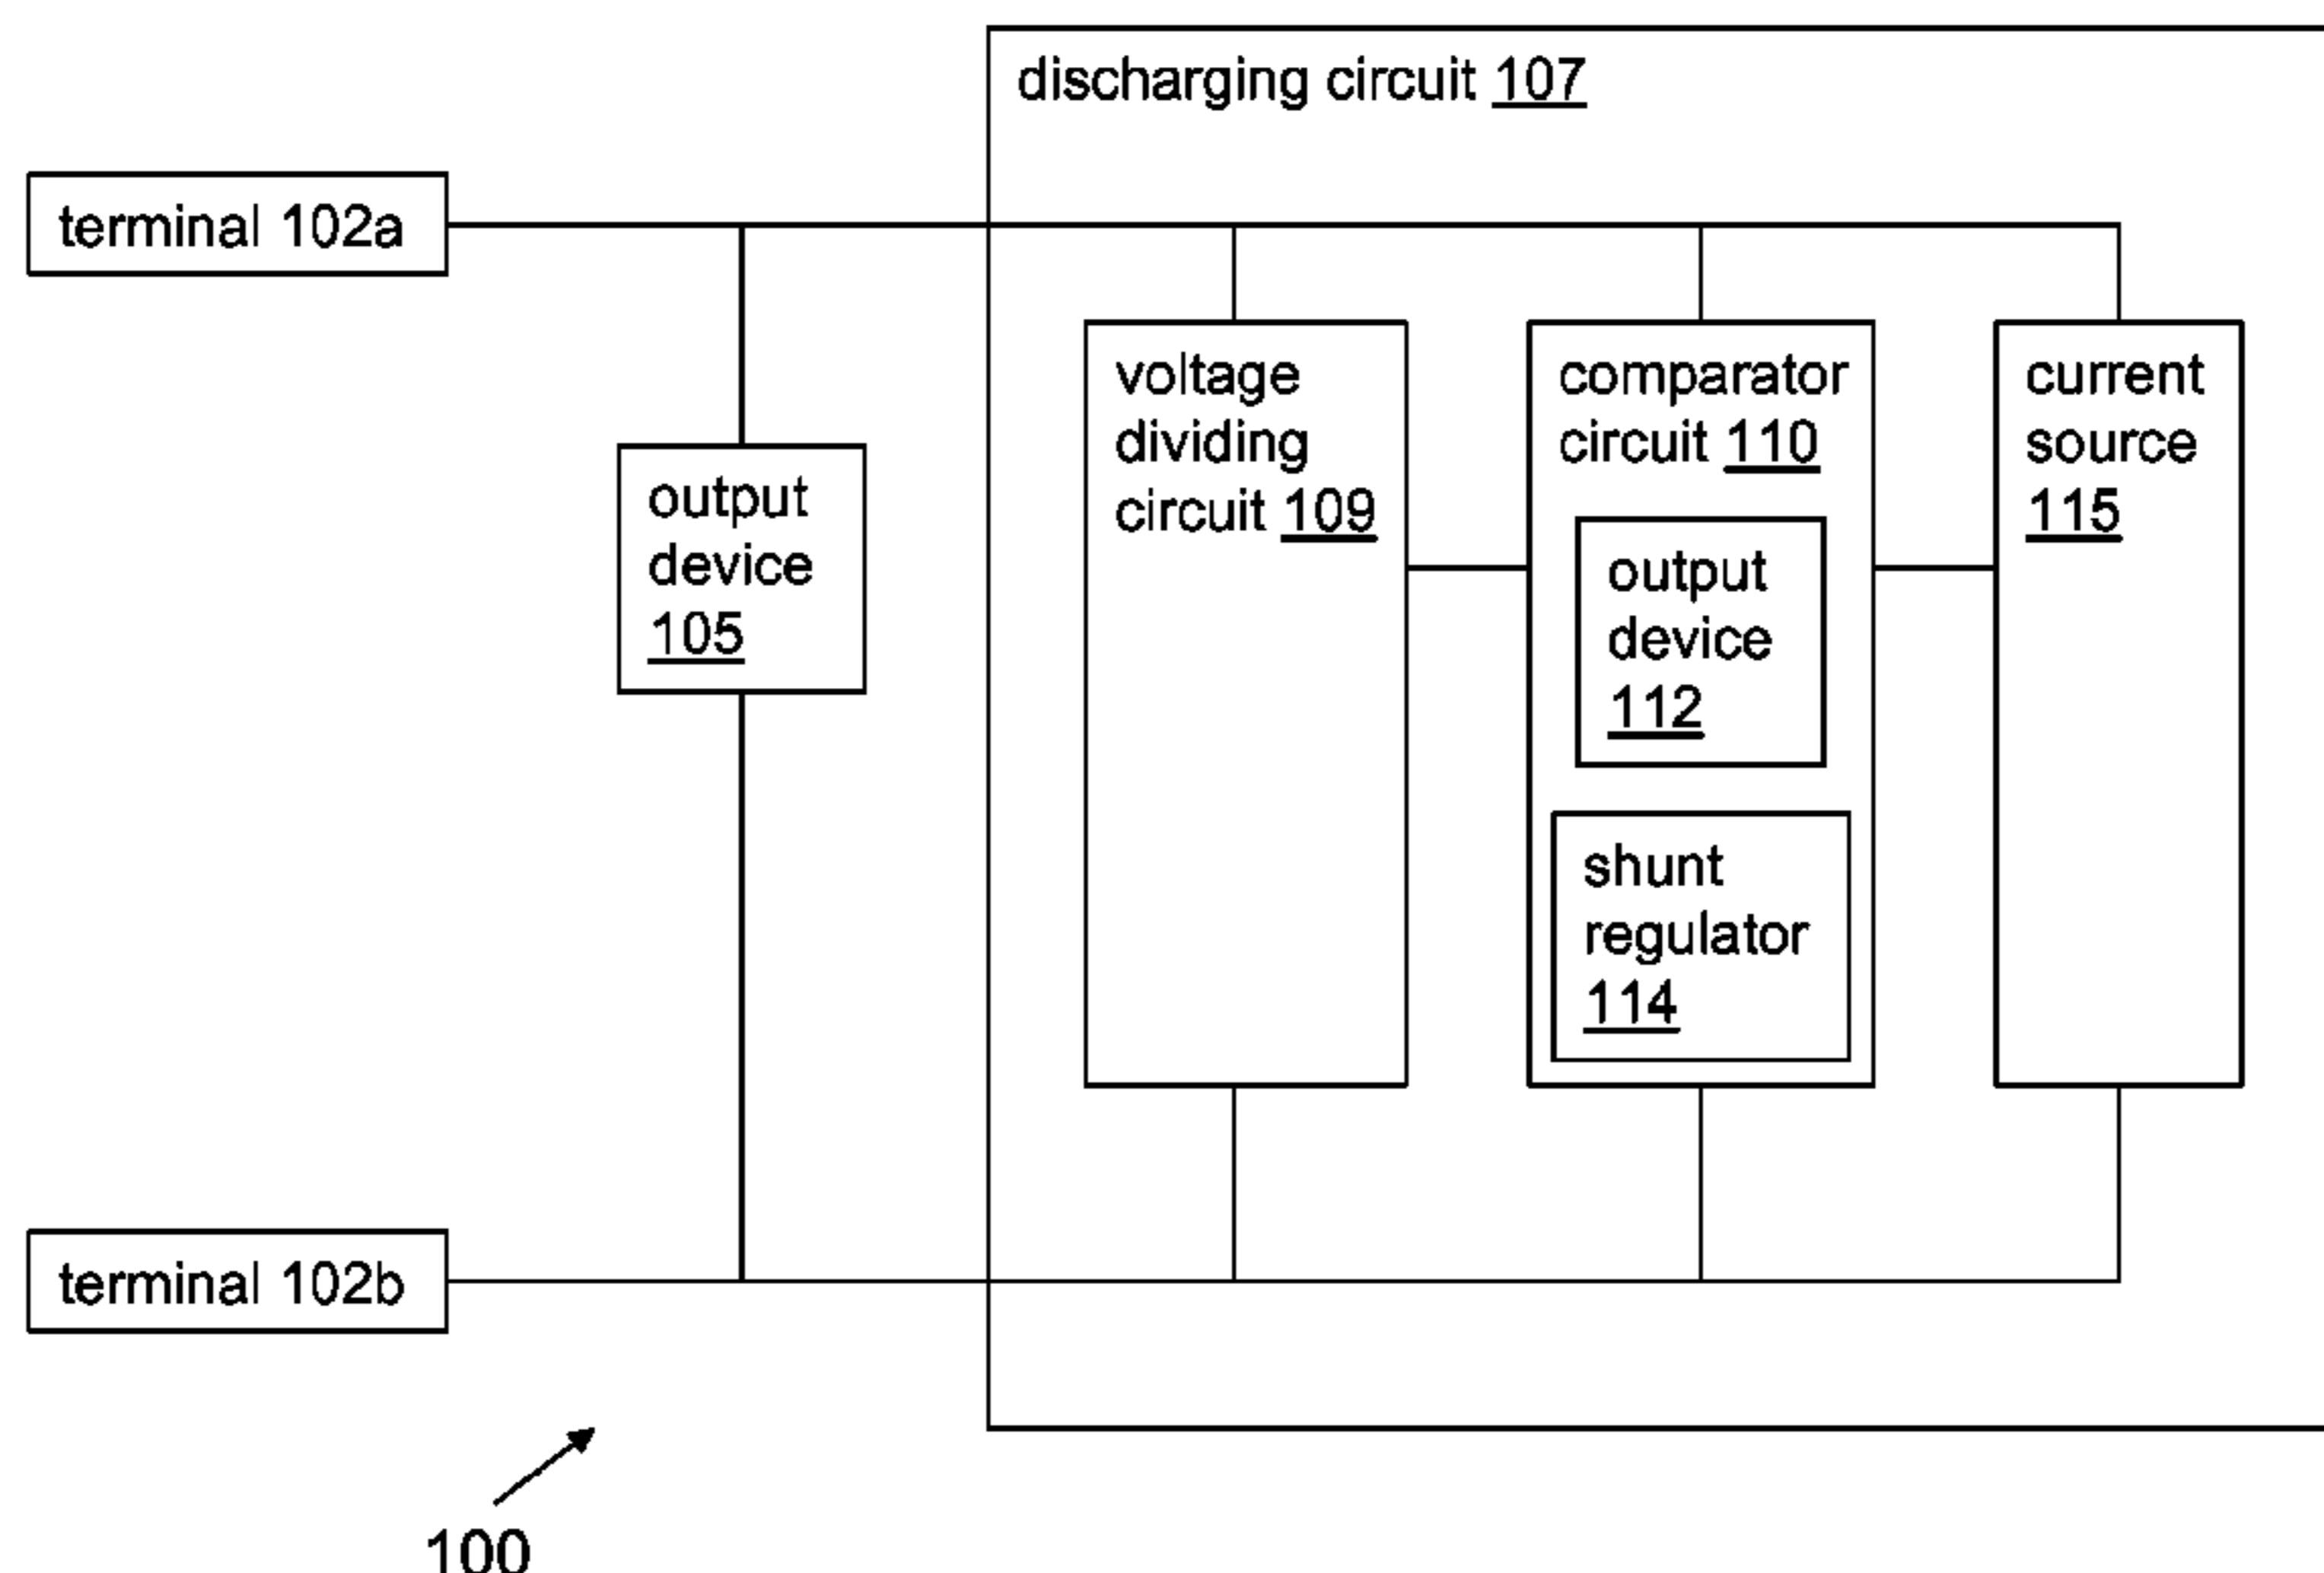 discharging circuit 107
terminal 102a
voltage
dividing
circuit 109
comparator
circuit 110
current
source
115
output
device
105
output
device
112
shunt
regulator
114
terminal 102b
100